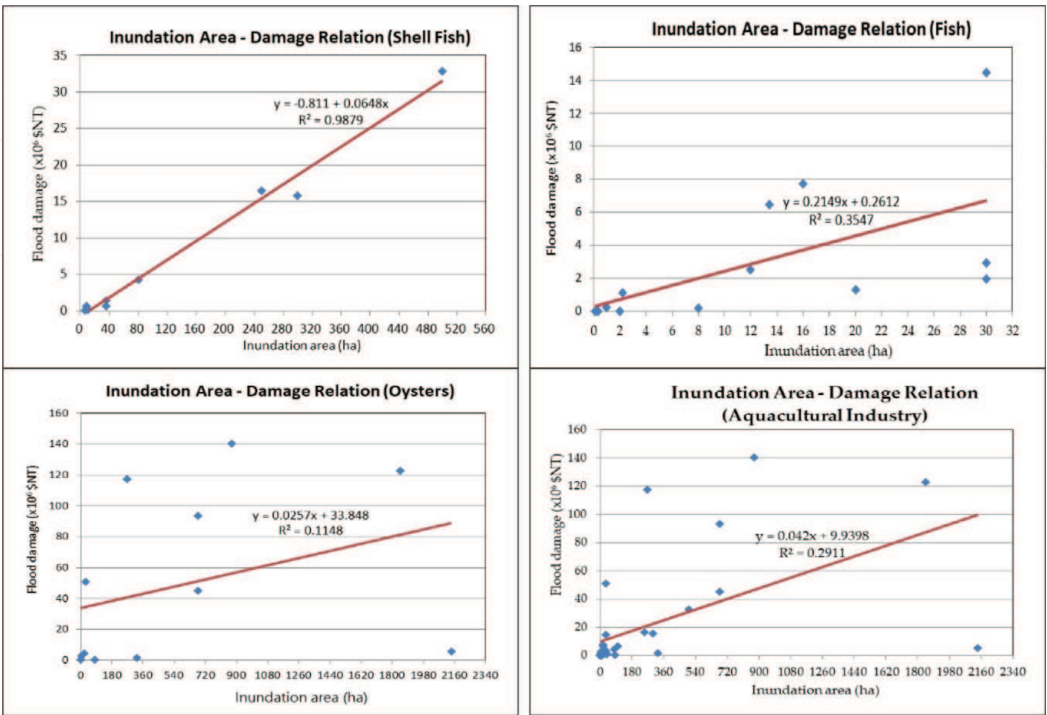 Inundation Area - Damage Relation (Shell Fish)
35
30
25
20
15
10
5
0
Flood damage (x10⁶ $NT)
y = -0.811 + 0.0648x
R² = 0.9879
0 40 80 120 160 200 240 280 320 360 400 440 480 520 560
Inundation area (ha)
Inundation Area - Damage Relation (Fish)
16
14
12
10
8
6
4
2
0
Flood damage (x10⁶ $NT)
y = 0.2149x + 0.2612
R² = 0.3547
0 2 4 6 8 10 12 14 16 18 20 22 24 26 28 30 32
Inundation area (ha)
Inundation Area - Damage Relation (Oysters)
160
140
120
100
80
60
40
20
0
Flood damage (x10⁶ $NT)
y = 0.0257x + 33.848
R² = 0.1148
0 180 360 540 720 900 1080 1260 1440 1620 1800 1980 2160 2340
Inundation area (ha)
Inundation Area - Damage Relation
(Aquacultural Industry)
160
140
120
100
80
60
40
20
0
Flood damage (x10⁶ $NT)
y = 0.042x + 9.9398
R² = 0.2911
0 180 360 540 720 900 1080 1260 1440 1620 1800 1980 2160 2340
Inundation area (ha)